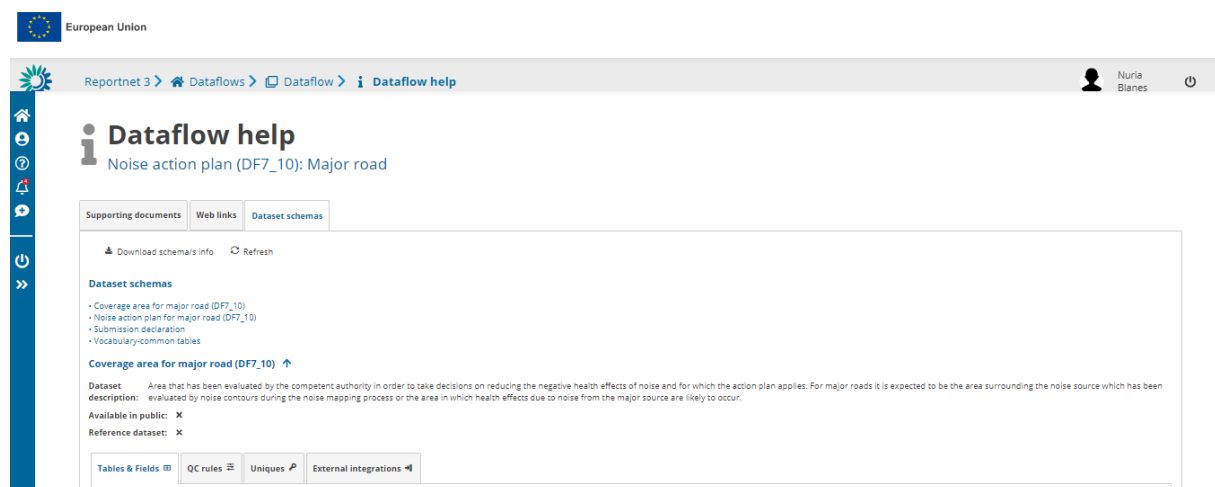 European Union
Reportnet 3 Dataflows Dataflow Dataflow help
Nuria
Blanes
Dataflow help
Noise action plan (DF7_10): Major road
Supporting documents Web links Dataset schemas
Download schema/s info Refresh
Dataset schemas
• Coverage area for major road (DF7_10)
• Noise action plan for major road (DF7_10)
• Submission declaration
• Vocabulary-common tables
Coverage area for major road (DF7_10)
Dataset description: Area that has been evaluated by the competent authority in order to take decisions on reducing the negative health effects of noise and for which the action plan applies. For major roads it is expected to be the area surrounding the noise source which has been
evaluated by noise contours during the noise mapping process or the area in which health effects due to noise from the major source are likely to occur.
Available in public:
Reference dataset:
Tables & Fields QC rules Uniques External integrations